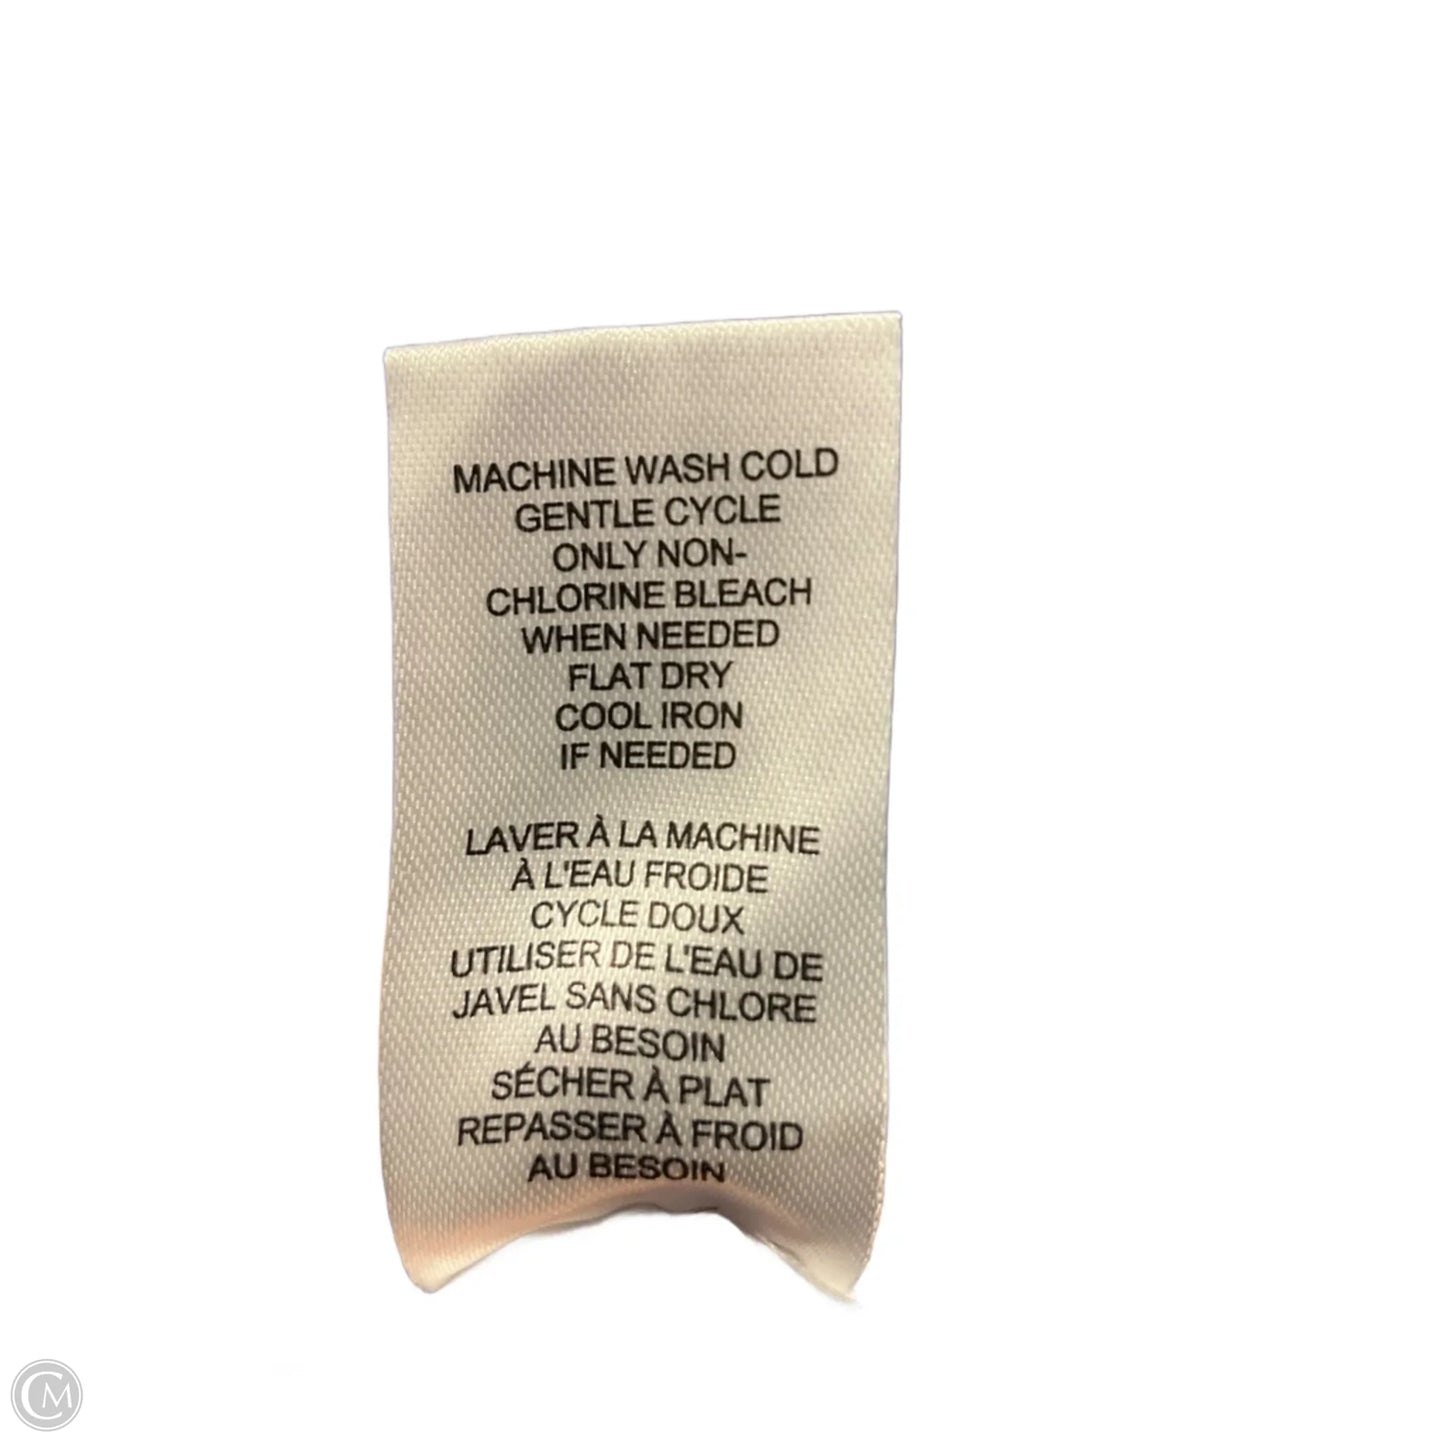 MACHINE WASH COLD
GENTLE CYCLE
ONLY NON-
CHLORINE BLEACH
WHEN NEEDED
FLAT DRY
COOL IRON
IF NEEDED
LAVER À LA MACHINE
À L'EAU FROIDE
CYCLE DOUX
UTILISER DE L'EAU DE
JAVEL SANS CHLORE
AU BESOIN
SÉCHER À PLAT
REPASSER À FROID
AU BESOIN
CM